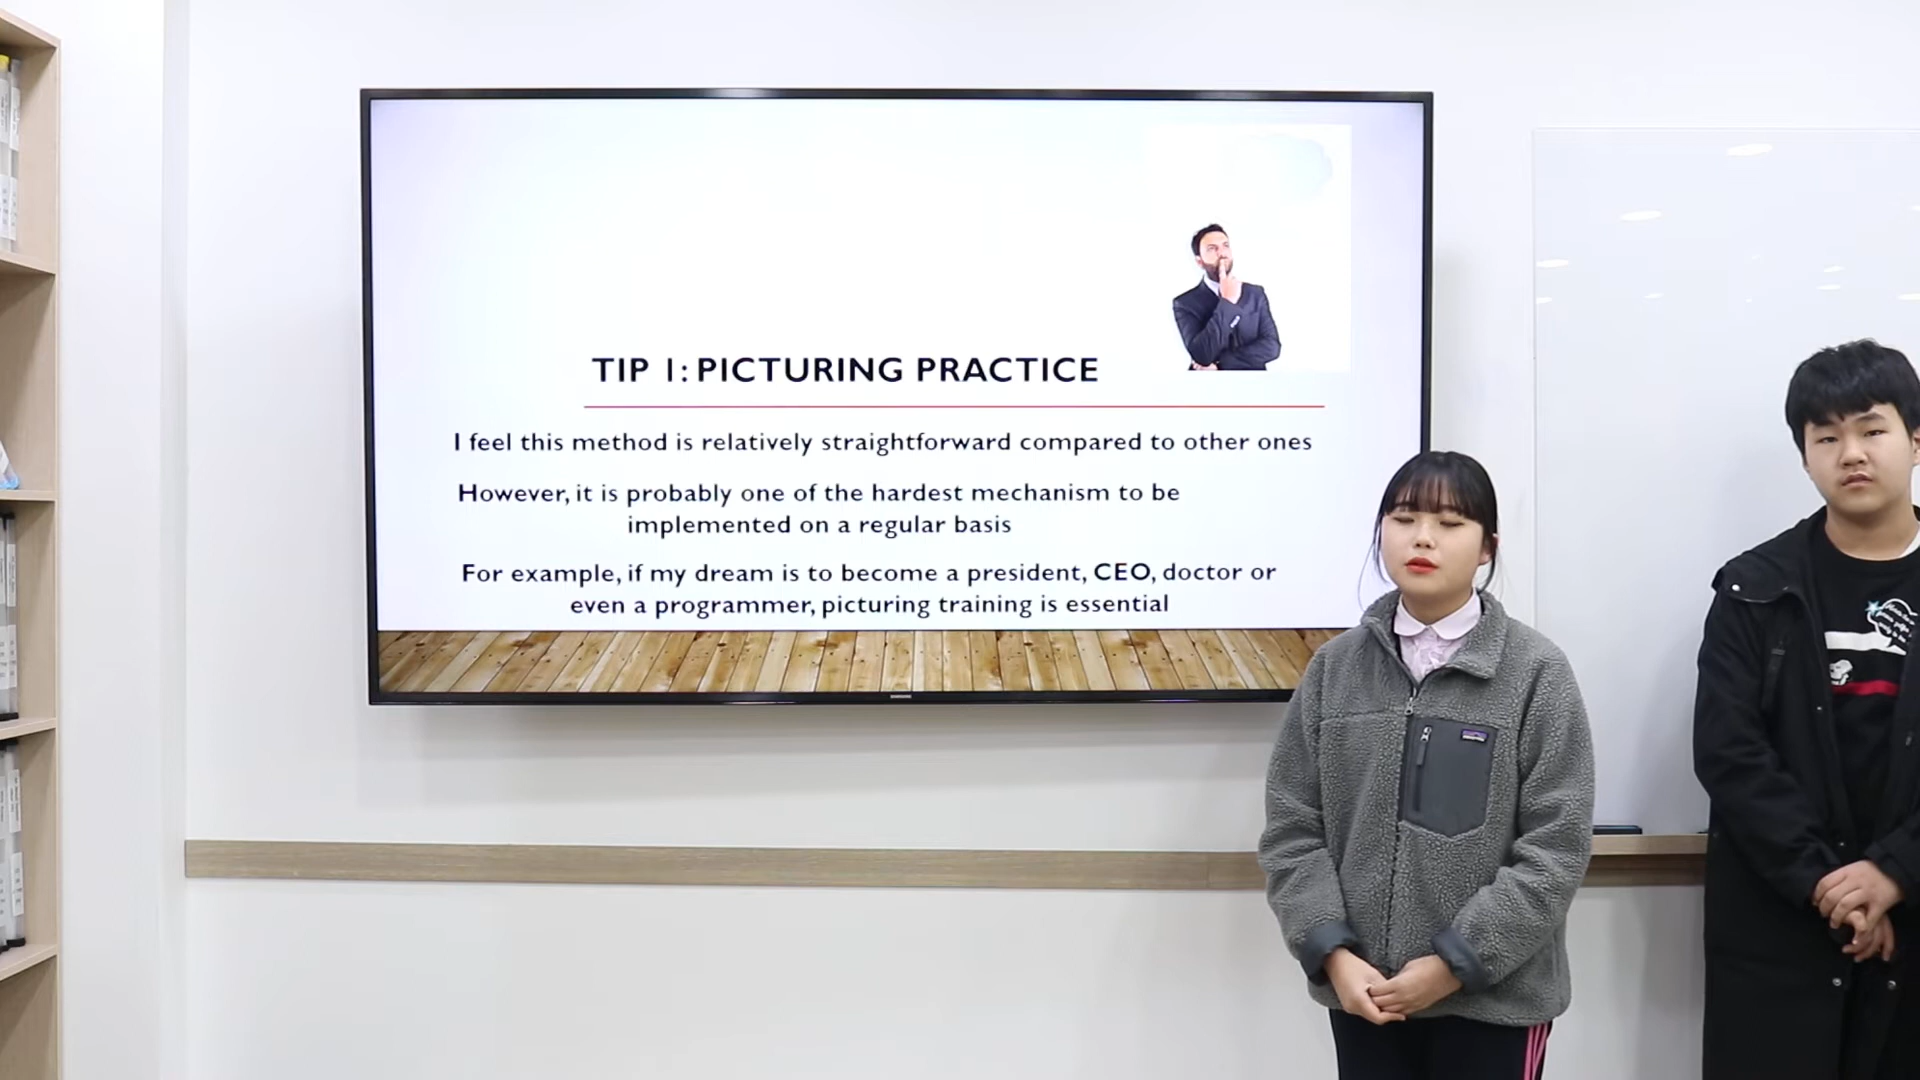 TIP 1: PICTURING PRACTICE
I feel this method is relatively straightforward compared to other ones
However, it is probably one of the hardest mechanism to be
implemented on a regular basis
For example, if my dream is to become a president, CEO, doctor or
even a programmer, picturing training is essential
SAMSUNG